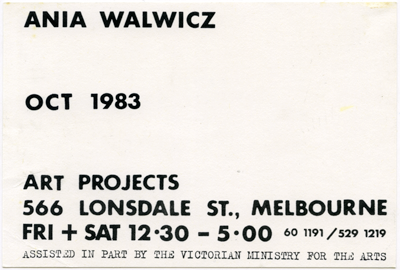 ANIA WALWICZ
OCT 1983
ART PROJECTS
566 LONSDALE ST., MELBOURNE
FRI + SAT 12·30 – 5·00 60 1191/529 1219
ASSISTED IN PART BY THE VICTORIAN MINISTRY FOR THE ARTS